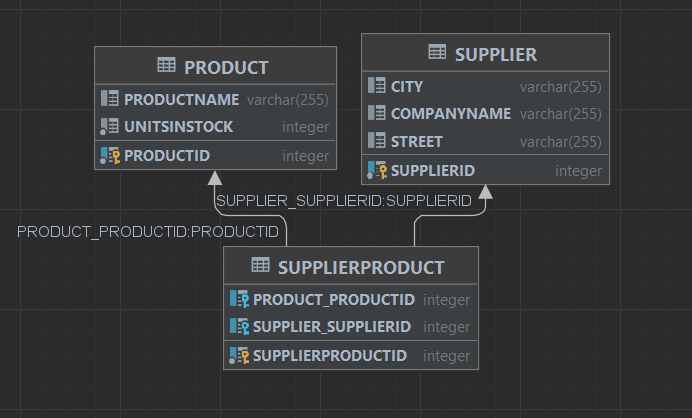 PRODUCT
PRODUCTNAME varchar(255)
UNITSINSTOCK integer
PRODUCTID integer
SUPPLIER
CITY varchar(255)
COMPANYNAME varchar(255)
STREET varchar(255)
SUPPLIERID integer
SUPPLIER_SUPPLIERID:SUPPLIERID
PRODUCT_PRODUCTID:PRODUCTID
SUPPLIERPRODUCT
PRODUCT_PRODUCTID integer
SUPPLIER_SUPPLIERID integer
SUPPLIERPRODUCTID integer